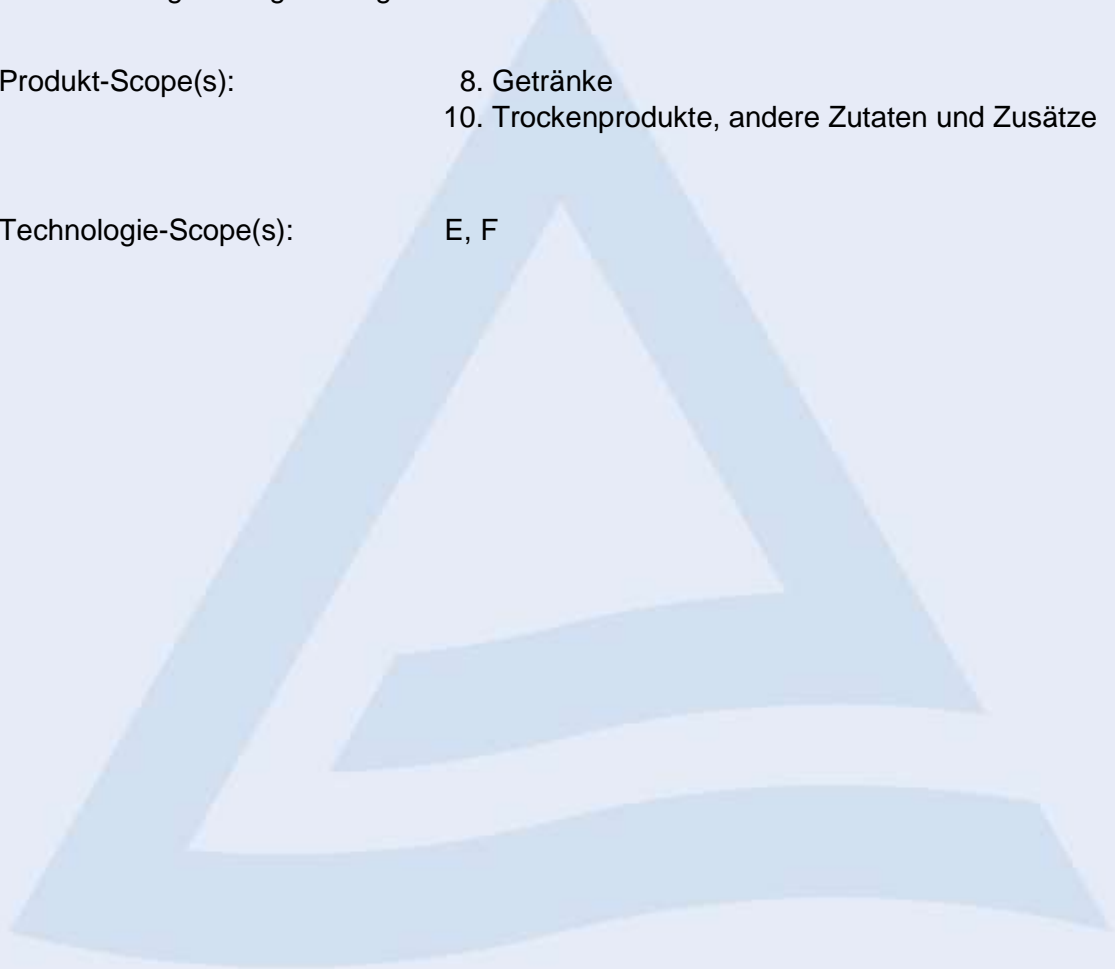 Produkt-Scope(s): 8. Getränke
10. Trockenprodukte, andere Zutaten und Zusätze
Technologie-Scope(s): E, F